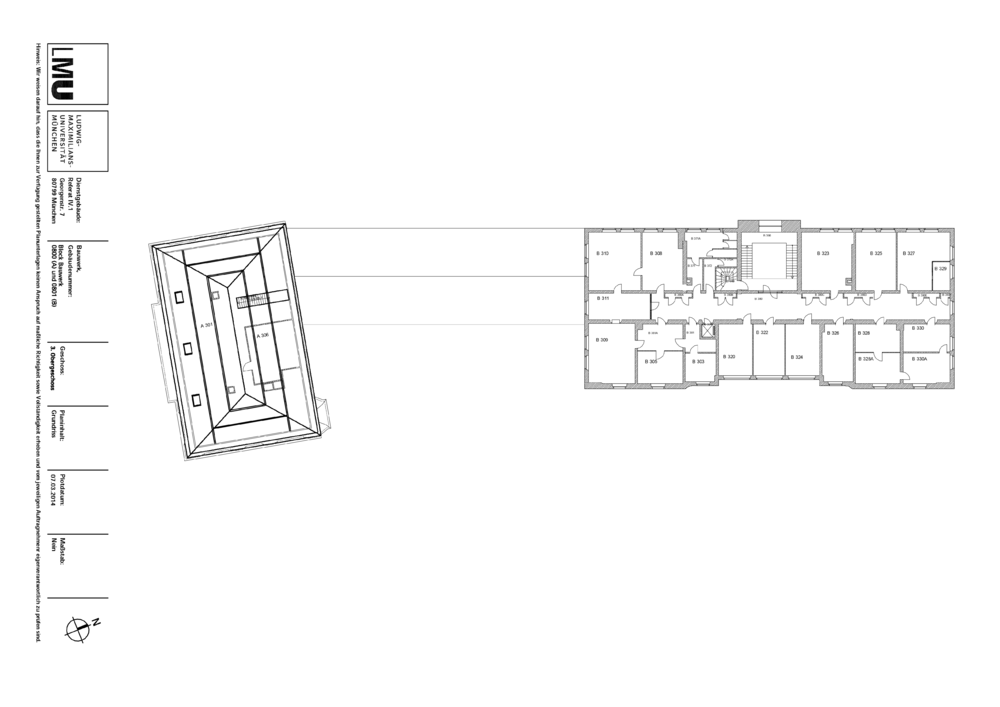 LMU
LUDWIG-
MAXIMILIANS-
UNIVERSITÄT
MÜNCHEN
Dienstgebäude:
Referat IV.1
Georgenstr. 7
80799 München
Bauwerk,
Gebäudenummer:
Block Bauwerk
0800 (A) und 0801 (B)
Geschoss:
3. Obergeschoss
Planinhalt:
Grundriss
Plotdatum:
07.03.2014
Maßstab:
Nein
N
Hinweis: Wir weisen darauf hin, dass die Ihnen zur Verfügung gestellten Planunterlagen keinen Anspruch auf maßliche Richtigkeit sowie Vollständigkeit erheben und vom jeweiligen Auftragnehmer eigenverantwortlich zu prüfen sind.
A 307
A 306
B 310
B 308
B 323
B 325
B 327
B 329
B 311
B 309
B 305
B 303
B 320
B 322
B 324
B 326
B 328
B 330
B 328A
B 330A